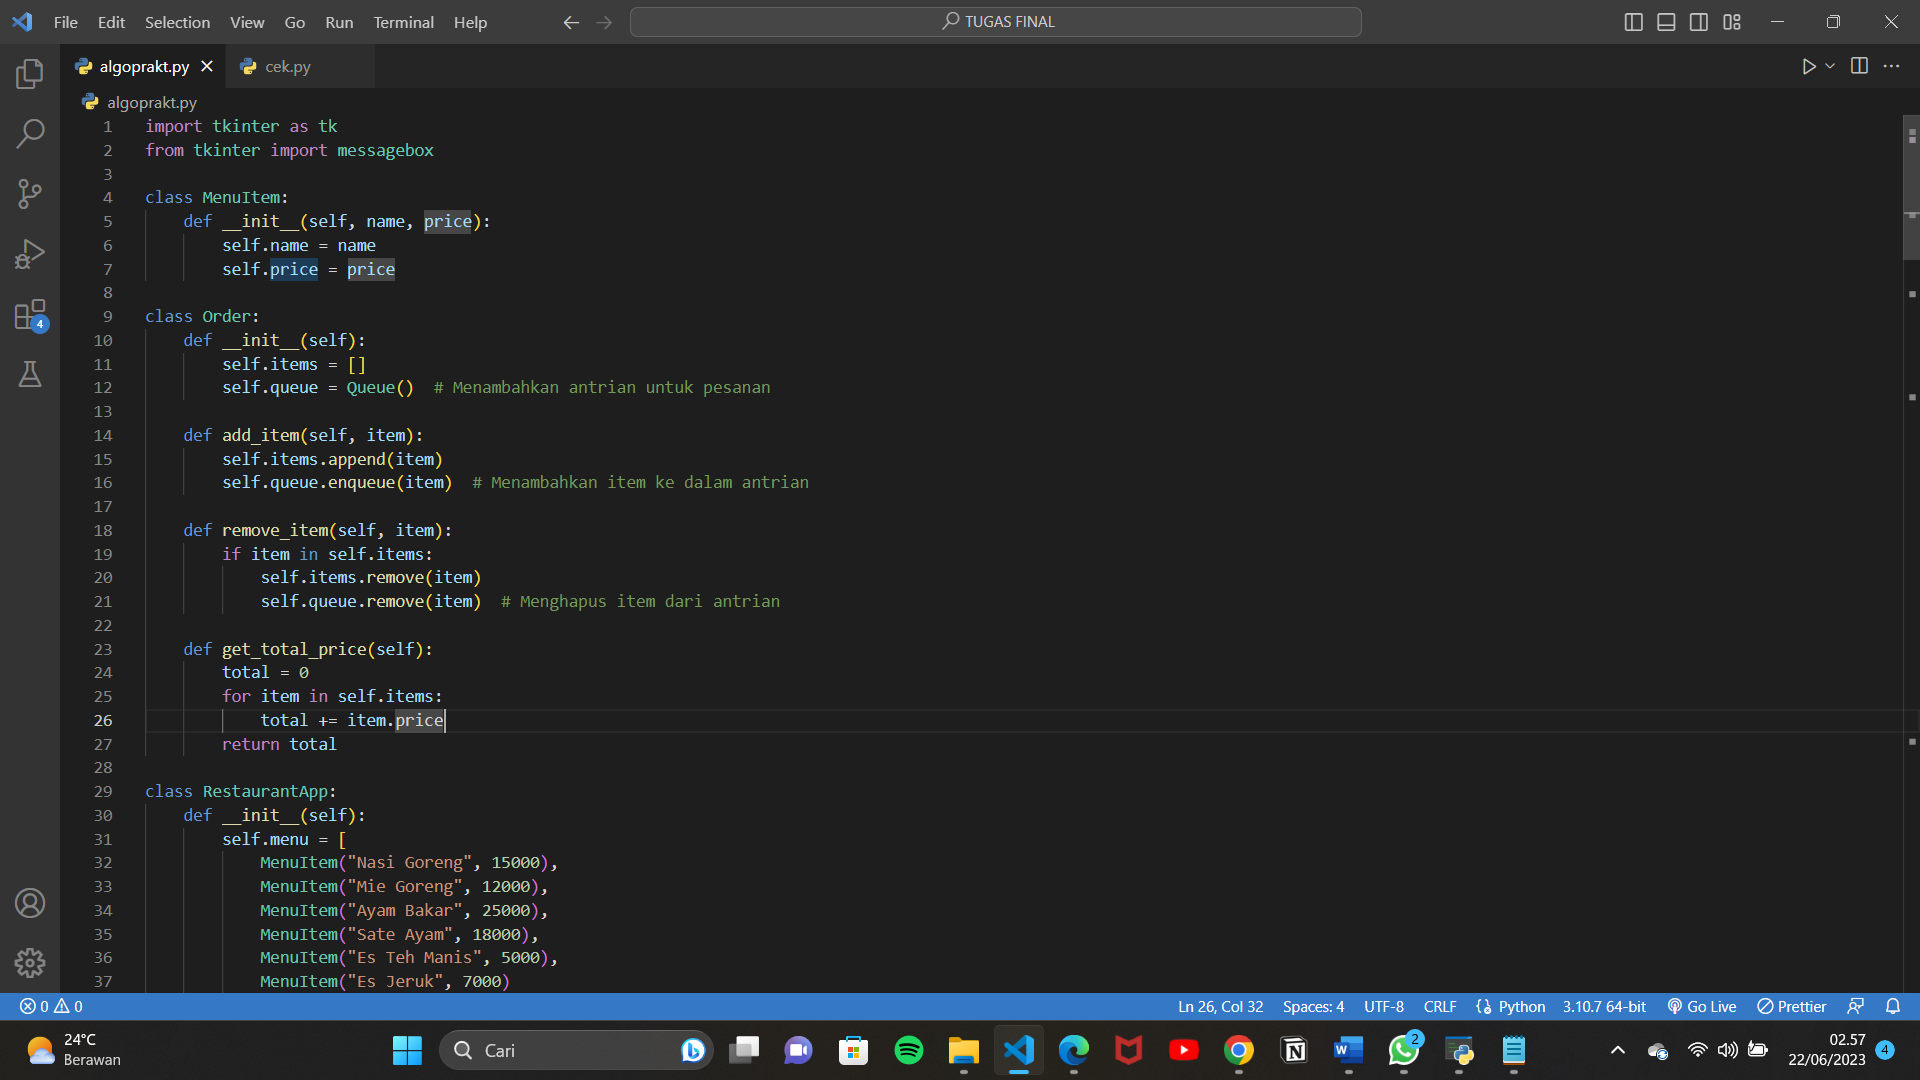 File Edit Selection View Go Run Terminal Help TUGAS FINAL
algoprakt.py cek.py
algoprakt.py
1 import tkinter as tk
2 from tkinter import messagebox
3
4 class MenuItem:
5     def __init__(self, name, price):
6         self.name = name
7         self.price = price
8
9 class Order:
10     def __init__(self):
11         self.items = []
12         self.queue = Queue()  # Menambahkan antrian untuk pesanan
13
14     def add_item(self, item):
15         self.items.append(item)
16         self.queue.enqueue(item)  # Menambahkan item ke dalam antrian
17
18     def remove_item(self, item):
19         if item in self.items:
20             self.items.remove(item)
21             self.queue.remove(item)  # Menghapus item dari antrian
22
23     def get_total_price(self):
24         total = 0
25         for item in self.items:
26             total += item.price
27         return total
28
29 class RestaurantApp:
30     def __init__(self):
31         self.menu = [
32             MenuItem("Nasi Goreng", 15000),
33             MenuItem("Mie Goreng", 12000),
34             MenuItem("Ayam Bakar", 25000),
35             MenuItem("Sate Ayam", 18000),
36             MenuItem("Es Teh Manis", 5000),
37             MenuItem("Es Jeruk", 7000)
4
0 0 Ln 26, Col 32 Spaces: 4 UTF-8 CRLF Python 3.10.7 64-bit Go Live Prettier
24°C
Berawan
Cari
2
02.57
22/06/2023
4